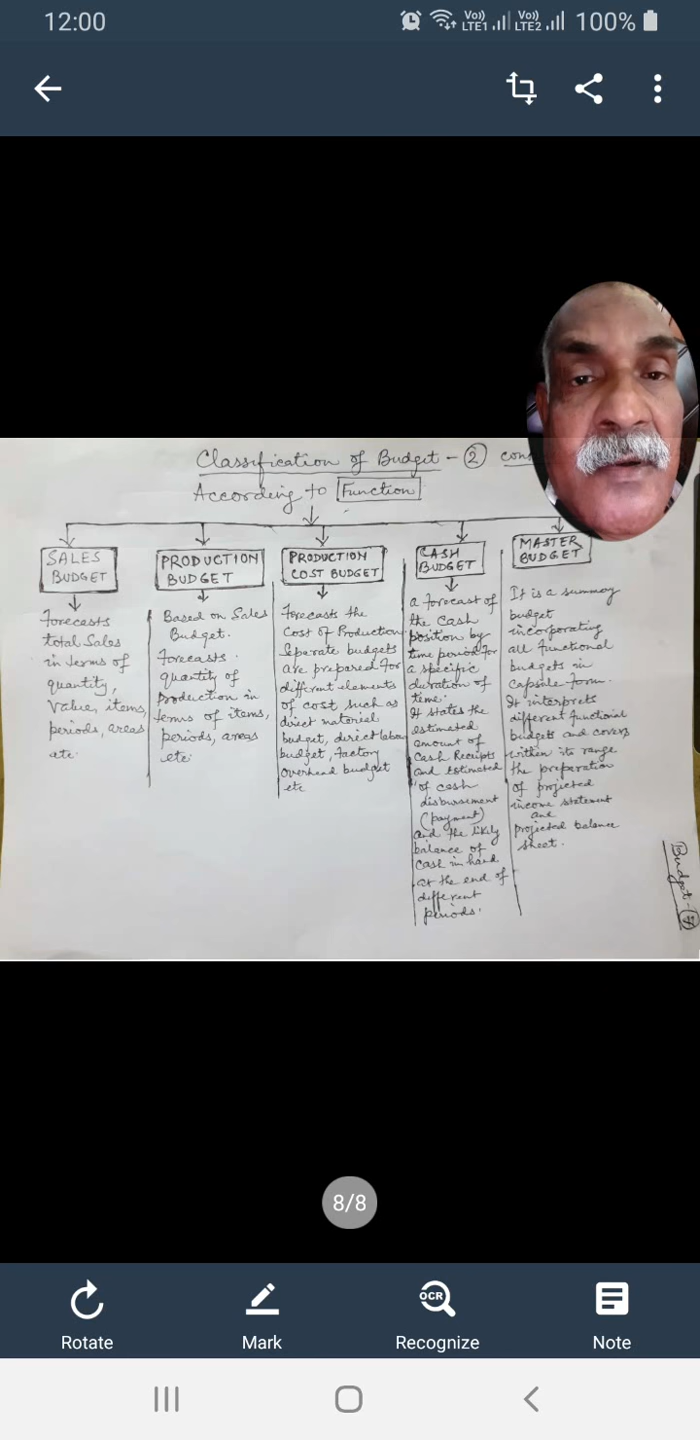 12:00
Vo)) LTE1 Vo)) LTE2 100%
Classification of Budget - 2 cons
According to Function
SALES
BUDGET
Forecasts
total Sales
in terms of
quantity,
Value, items,
periods, areas
etc.
PRODUCTION
BUDGET
Based on Sales
Budget.
Forecasts
quantity of
Production in
terms of items,
periods, areas
etc.
PRODUCTION
COST BUDGET
Forecasts the
Cost of Production
Separate budgets
are prepared for
different elements
of cost such as
direct material
budget, direct labour
budget, factory
overhead budget
etc
CASH
BUDGET
a forecast of
the cash
position by
time period for
a specific
duration of
time.
It states the
estimated
amount of
Cash Receipts
and estimated
of cash
disbursement
(payment)
and the likely
balance of
Cash in hand
at the end of
different
periods.
MASTER
BUDGET
It is a summary
budget
incorporating
all functional
budgets in
Capsule form.
It interprets
different functional
budgets and covers
within its range
the preparation
of projected
income statement
and
projected balance
sheet.
Budget-
8/8
OCR
Rotate
Mark
Recognize
Note